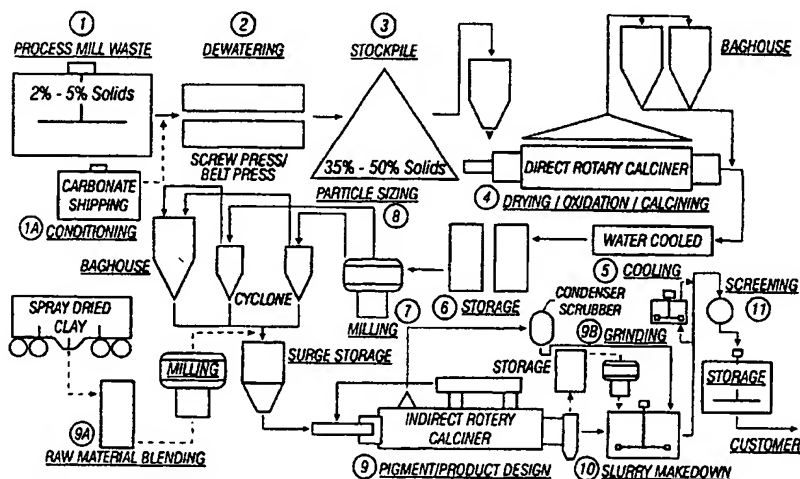 1
PROCESS MILL WASTE
2% - 5% Solids
2
DEWATERING
SCREW PRESS/
BELT PRESS
3
STOCKPILE
35% - 50% Solids
BAGHOUSE
DIRECT ROTARY CALCINER
4
DRYING / OXIDATION / CALCINING
CARBONATE
SHIPPING
1A
CONDITIONING
PARTICLE SIZING
8
BAGHOUSE
CYCLONE
MILLING
7
6
STORAGE
WATER COOLED
5
COOLING
SCREENING
11
CONDENSER
SCRUBBER
9B
GRINDING
STORAGE
SPRAY DRIED
CLAY
MILLING
SURGE STORAGE
9A
RAW MATERIAL BLENDING
INDIRECT ROTERY
CALCINER
9
PIGMENT/PRODUCT DESIGN
10
SLURRY MAKEDOWN
STORAGE
CUSTOMER